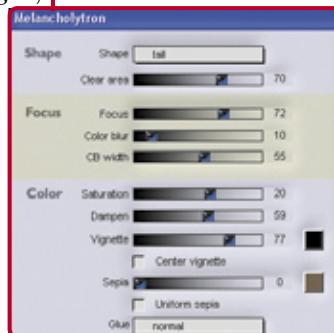 Melancholytron
Shape Shape tall
Clear area 70
Focus Focus 72
Color blur 10
CB width 55
Color Saturation 20
Dampen 59
Vignette 77
Center vignette
Sepia 0
Uniform sepia
Glue normal